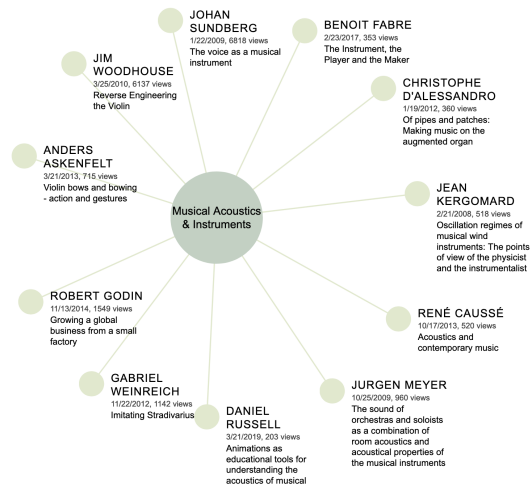 JOHAN
SUNDBERG
1/22/2009, 6818 views
The voice as a musical
instrument
BENOIT FABRE
2/23/2017, 353 views
The Instrument, the
Player and the Maker
JIM
WOODHOUSE
3/25/2010, 6137 views
Reverse Engineering
the Violin
CHRISTOPHE
D'ALESSANDRO
1/19/2012, 360 views
Of pipes and patches:
Making music on the
augmented organ
ANDERS
ASKENFELT
3/21/2013, 715 views
Violin bows and bowing
- action and gestures
JEAN
KERGOMARD
2/21/2008, 518 views
Oscillation regimes of
musical wind
instruments: The points
of view of the physicist
and the instrumentalist
Musical Acoustics
& Instruments
ROBERT GODIN
11/13/2014, 1549 views
Growing a global
business from a small
factory
RENÉ CAUSSÉ
10/17/2013, 520 views
Acoustics and
contemporary music
GABRIEL
WEINREICH
11/22/2012, 1142 views
Imitating Stradivarius
JURGEN MEYER
10/25/2009, 960 views
The sound of
orchestras and soloists
as a combination of
room acoustics and
acoustical properties of
the musical instruments
DANIEL
RUSSELL
3/21/2019, 203 views
Animations as
educational tools for
understanding the
acoustics of musical